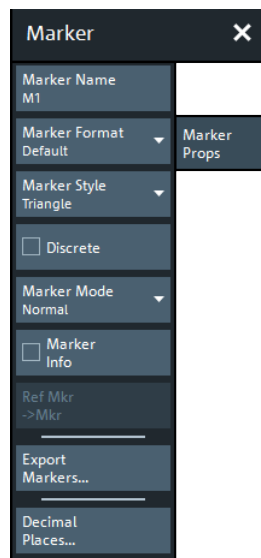 Marker
Marker Name
M1
Marker Format
Default
Marker Style
Triangle
Discrete
Marker Mode
Normal
Marker
Info
Ref Mkr
->Mkr
Export
Markers...
Decimal
Places...
Marker
Props